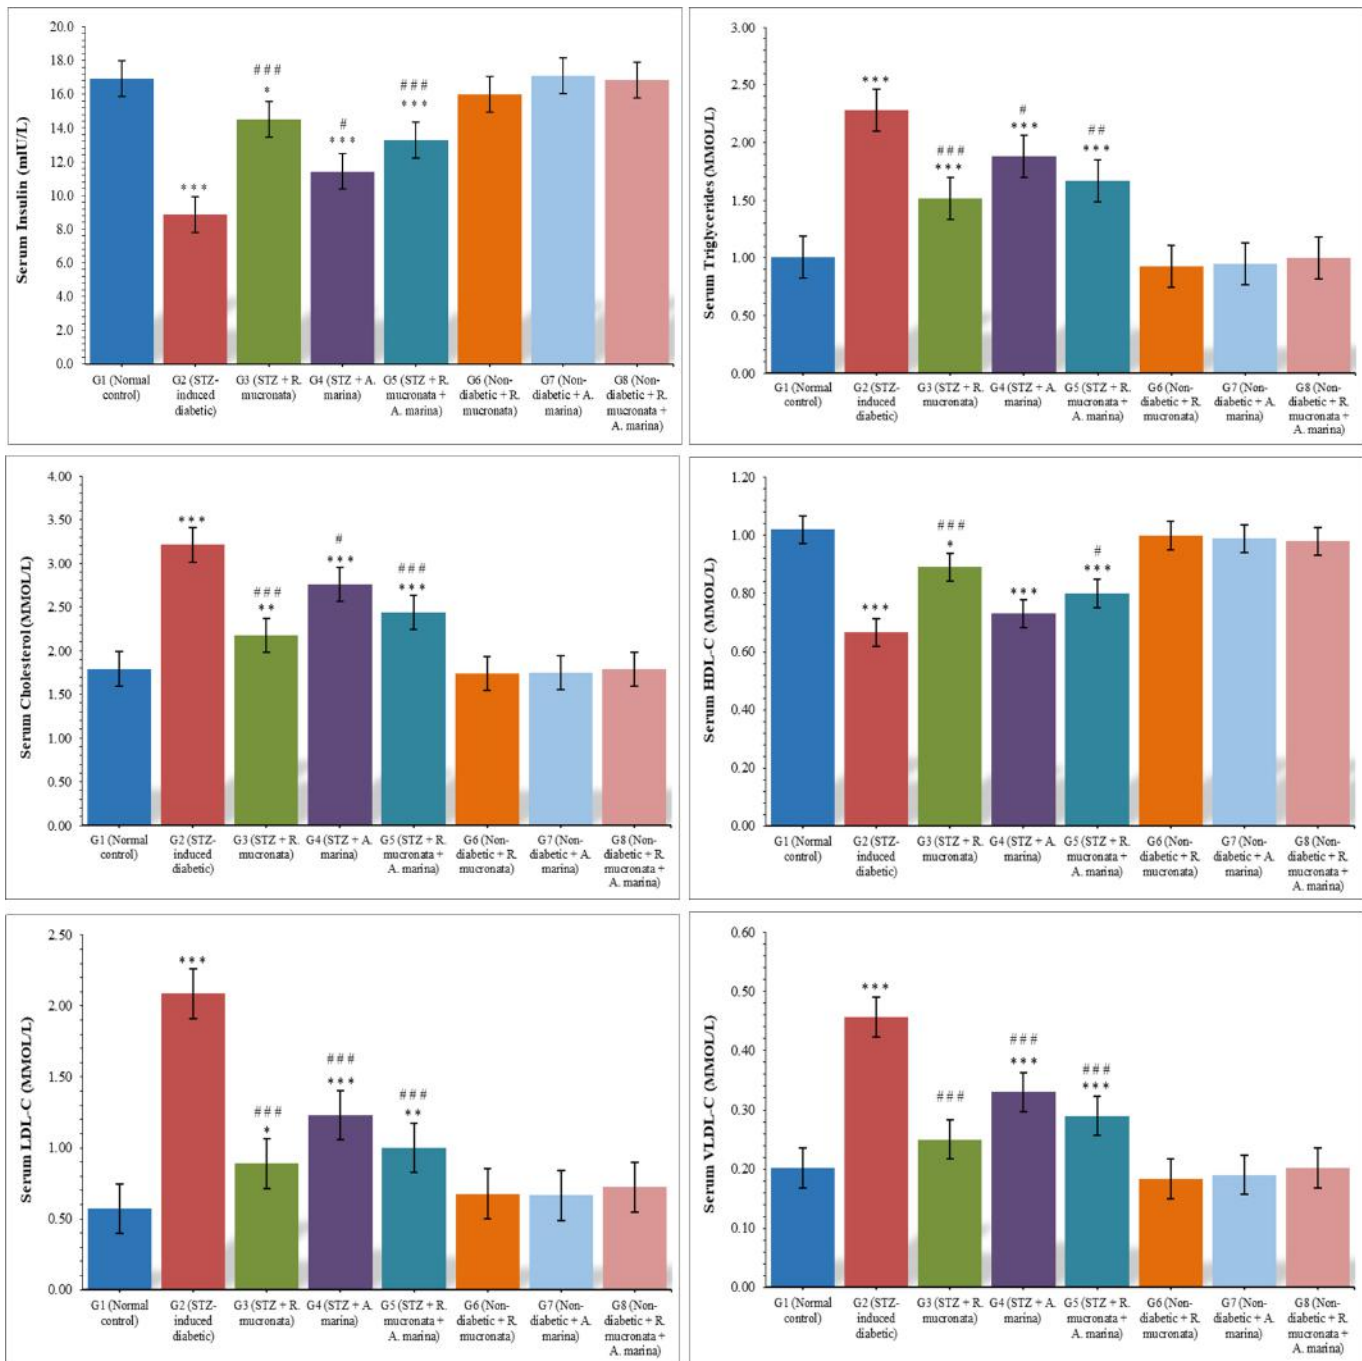 Serum Insulin (mIU/L)
20.0
18.0
16.0
14.0
12.0
10.0
8.0
6.0
4.0
2.0
0.0
***
###
*
#
***
###
***
G1 (Normal
control)
G2 (STZ-
induced
diabetic)
G3 (STZ + R.
mucronata)
G4 (STZ + A.
marina)
G5 (STZ + R.
mucronata +
A. marina)
G6 (Non-
diabetic + R.
mucronata)
G7 (Non-
diabetic + A.
marina)
G8 (Non-
diabetic + R.
mucronata +
A. marina)
Serum Triglycerides (MMOL/L)
3.00
2.50
2.00
1.50
1.00
0.50
0.00
***
###
***
#
***
##
***
G1 (Normal
control)
G2 (STZ-
induced
diabetic)
G3 (STZ + R.
mucronata)
G4 (STZ + A.
marina)
G5 (STZ + R.
mucronata +
A. marina)
G6 (Non-
diabetic + R.
mucronata)
G7 (Non-
diabetic + A.
marina)
G8 (Non-
diabetic + R.
mucronata +
A. marina)
Serum Cholesterol (MMOL/L)
4.00
3.50
3.00
2.50
2.00
1.50
1.00
0.50
0.00
***
###
**
#
***
###
***
G1 (Normal
control)
G2 (STZ-
induced
diabetic)
G3 (STZ + R.
mucronata)
G4 (STZ + A.
marina)
G5 (STZ + R.
mucronata +
A. marina)
G6 (Non-
diabetic + R.
mucronata)
G7 (Non-
diabetic + A.
marina)
G8 (Non-
diabetic + R.
mucronata +
A. marina)
Serum HDL-C (MMOL/L)
1.20
1.00
0.80
0.60
0.40
0.20
0.00
***
###
*
***
#
***
G1 (Normal
control)
G2 (STZ-
induced
diabetic)
G3 (STZ + R.
mucronata)
G4 (STZ + A.
marina)
G5 (STZ + R.
mucronata +
A. marina)
G6 (Non-
diabetic + R.
mucronata)
G7 (Non-
diabetic + A.
marina)
G8 (Non-
diabetic + R.
mucronata +
A. marina)
Serum LDL-C (MMOL/L)
2.50
2.00
1.50
1.00
0.50
0.00
***
###
*
###
***
###
**
G1 (Normal
control)
G2 (STZ-
induced
diabetic)
G3 (STZ + R.
mucronata)
G4 (STZ + A.
marina)
G5 (STZ + R.
mucronata +
A. marina)
G6 (Non-
diabetic + R.
mucronata)
G7 (Non-
diabetic + A.
marina)
G8 (Non-
diabetic + R.
mucronata +
A. marina)
Serum VLDL-C (MMOL/L)
0.60
0.50
0.40
0.30
0.20
0.10
0.00
***
###
###
***
###
***
G1 (Normal
control)
G2 (STZ-
induced
diabetic)
G3 (STZ + R.
mucronata)
G4 (STZ + A.
marina)
G5 (STZ + R.
mucronata +
A. marina)
G6 (Non-
diabetic + R.
mucronata)
G7 (Non-
diabetic + A.
marina)
G8 (Non-
diabetic + R.
mucronata +
A. marina)